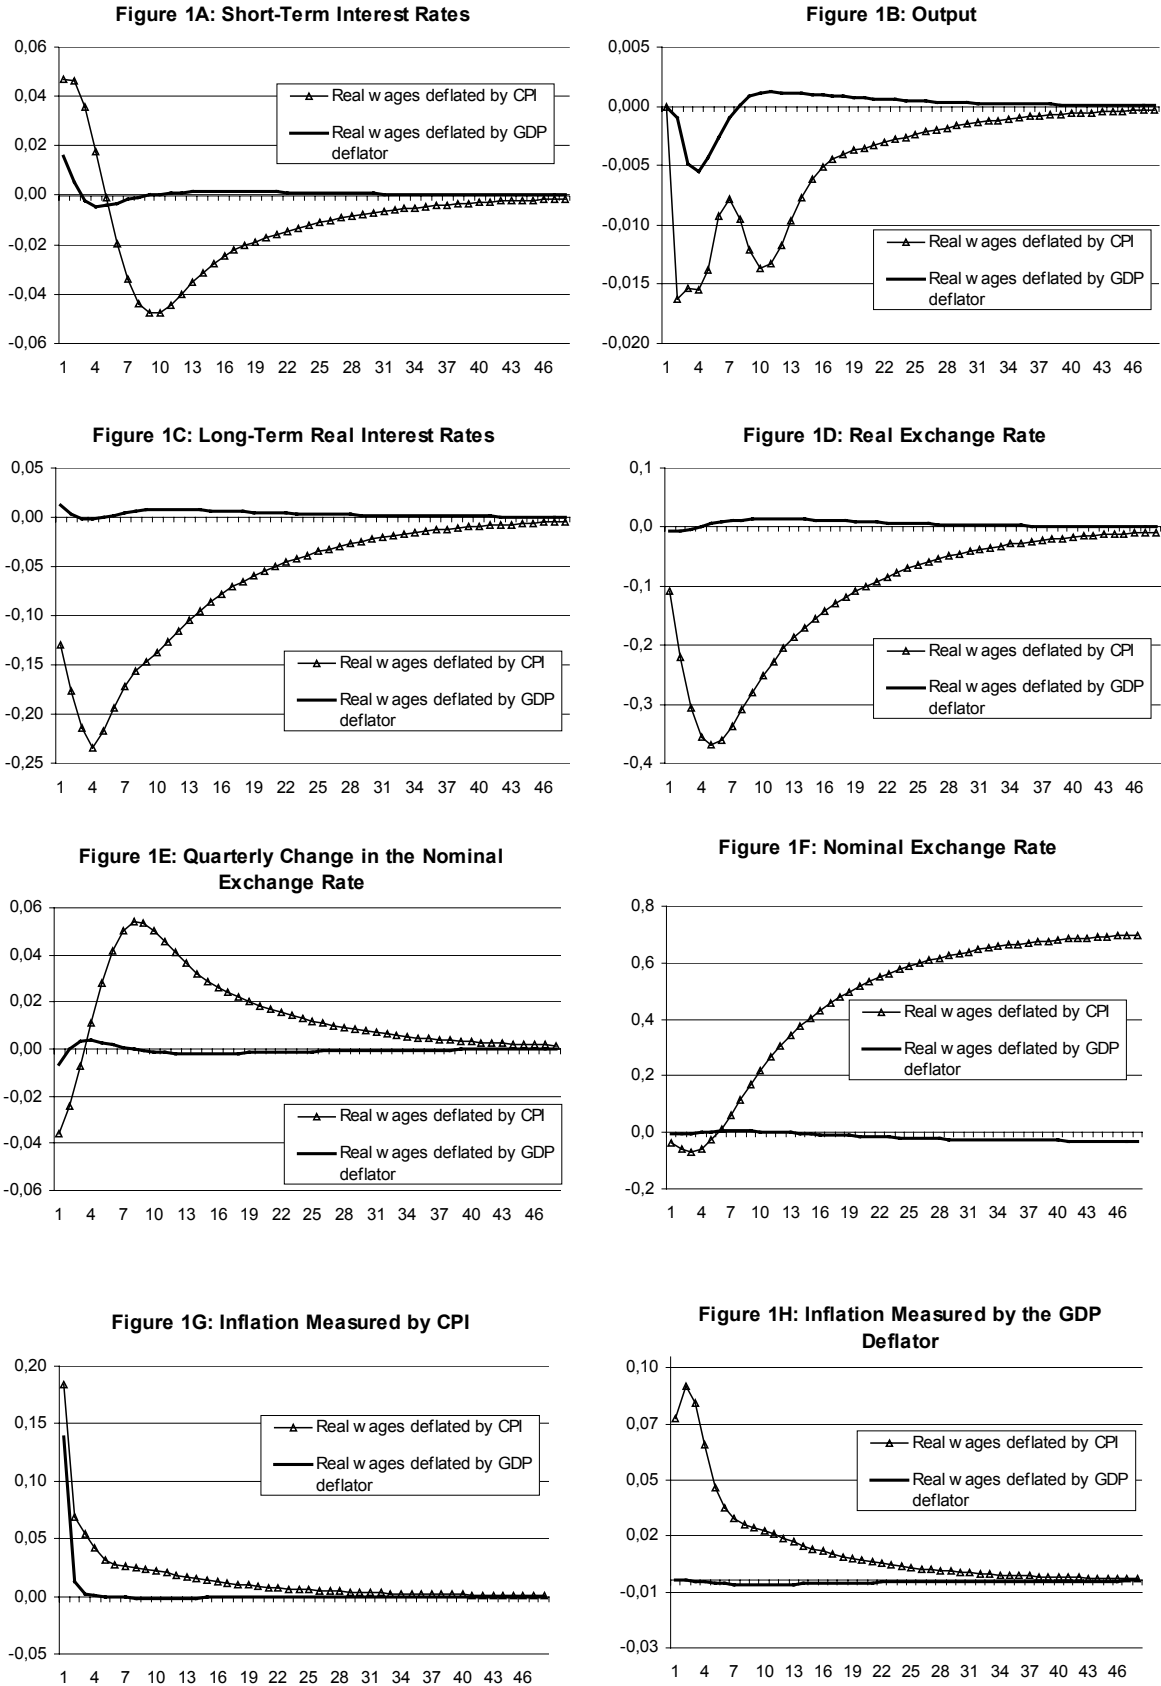 Figure 1A: Short-Term Interest Rates
0,06
0,04
0,02
0,00
-0,02
-0,04
-0,06
Real wages deflated by CPI
Real wages deflated by GDP
deflator
1 4 7 10 13 16 19 22 25 28 31 34 37 40 43 46
Figure 1B: Output
0,005
0,000
-0,005
-0,010
-0,015
-0,020
Real wages deflated by CPI
Real wages deflated by GDP
deflator
1 4 7 10 13 16 19 22 25 28 31 34 37 40 43 46
Figure 1C: Long-Term Real Interest Rates
0,05
0,00
-0,05
-0,10
-0,15
-0,20
-0,25
Real wages deflated by CPI
Real wages deflated by GDP
deflator
1 4 7 10 13 16 19 22 25 28 31 34 37 40 43 46
Figure 1D: Real Exchange Rate
0,1
0,0
-0,1
-0,2
-0,3
-0,4
Real wages deflated by CPI
Real wages deflated by GDP
deflator
1 4 7 10 13 16 19 22 25 28 31 34 37 40 43 46
Figure 1E: Quarterly Change in the Nominal
Exchange Rate
0,06
0,04
0,02
0,00
-0,02
-0,04
-0,06
Real wages deflated by CPI
Real wages deflated by GDP
deflator
1 4 7 10 13 16 19 22 25 28 31 34 37 40 43 46
Figure 1F: Nominal Exchange Rate
0,8
0,6
0,4
0,2
0,0
-0,2
Real wages deflated by CPI
Real wages deflated by GDP
deflator
1 4 7 10 13 16 19 22 25 28 31 34 37 40 43 46
Figure 1G: Inflation Measured by CPI
0,20
0,15
0,10
0,05
0,00
-0,05
Real wages deflated by CPI
Real wages deflated by GDP
deflator
1 4 7 10 13 16 19 22 25 28 31 34 37 40 43 46
Figure 1H: Inflation Measured by the GDP
Deflator
0,10
0,07
0,05
0,02
-0,01
-0,03
Real wages deflated by CPI
Real wages deflated by GDP
deflator
1 4 7 10 13 16 19 22 25 28 31 34 37 40 43 46